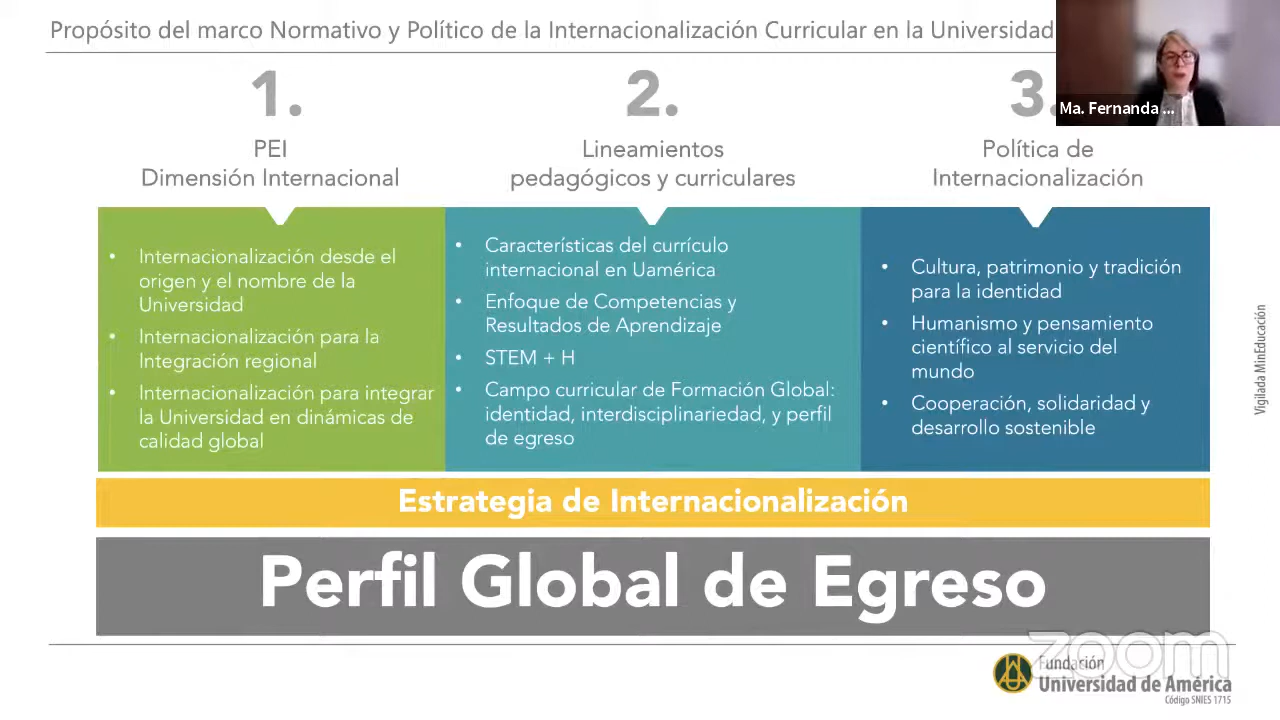 Propósito del marco Normativo y Político de la Internacionalización Curricular en la Universidad
Ma. Fernanda ...
1.
PEI
Dimensión Internacional
2.
Lineamientos
pedagógicos y curriculares
3.
Política de
Internacionalización
• Internacionalización desde el
origen y el nombre de la
Universidad
• Internacionalización para la
Integración regional
• Internacionalización para integrar
la Universidad en dinámicas de
calidad global
• Características del currículo
internacional en Uamérica
• Enfoque de Competencias y
Resultados de Aprendizaje
• STEM + H
• Campo curricular de Formación Global:
identidad, interdisciplinariedad, y perfil
de egreso
• Cultura, patrimonio y tradición
para la identidad
• Humanismo y pensamiento
científico al servicio del
mundo
• Cooperación, solidaridad y
desarrollo sostenible
Vigilada MinEducación
Estrategia de Internacionalización
Perfil Global de Egreso
zoom
Fundación
Universidad de América
Código SNIES 1715